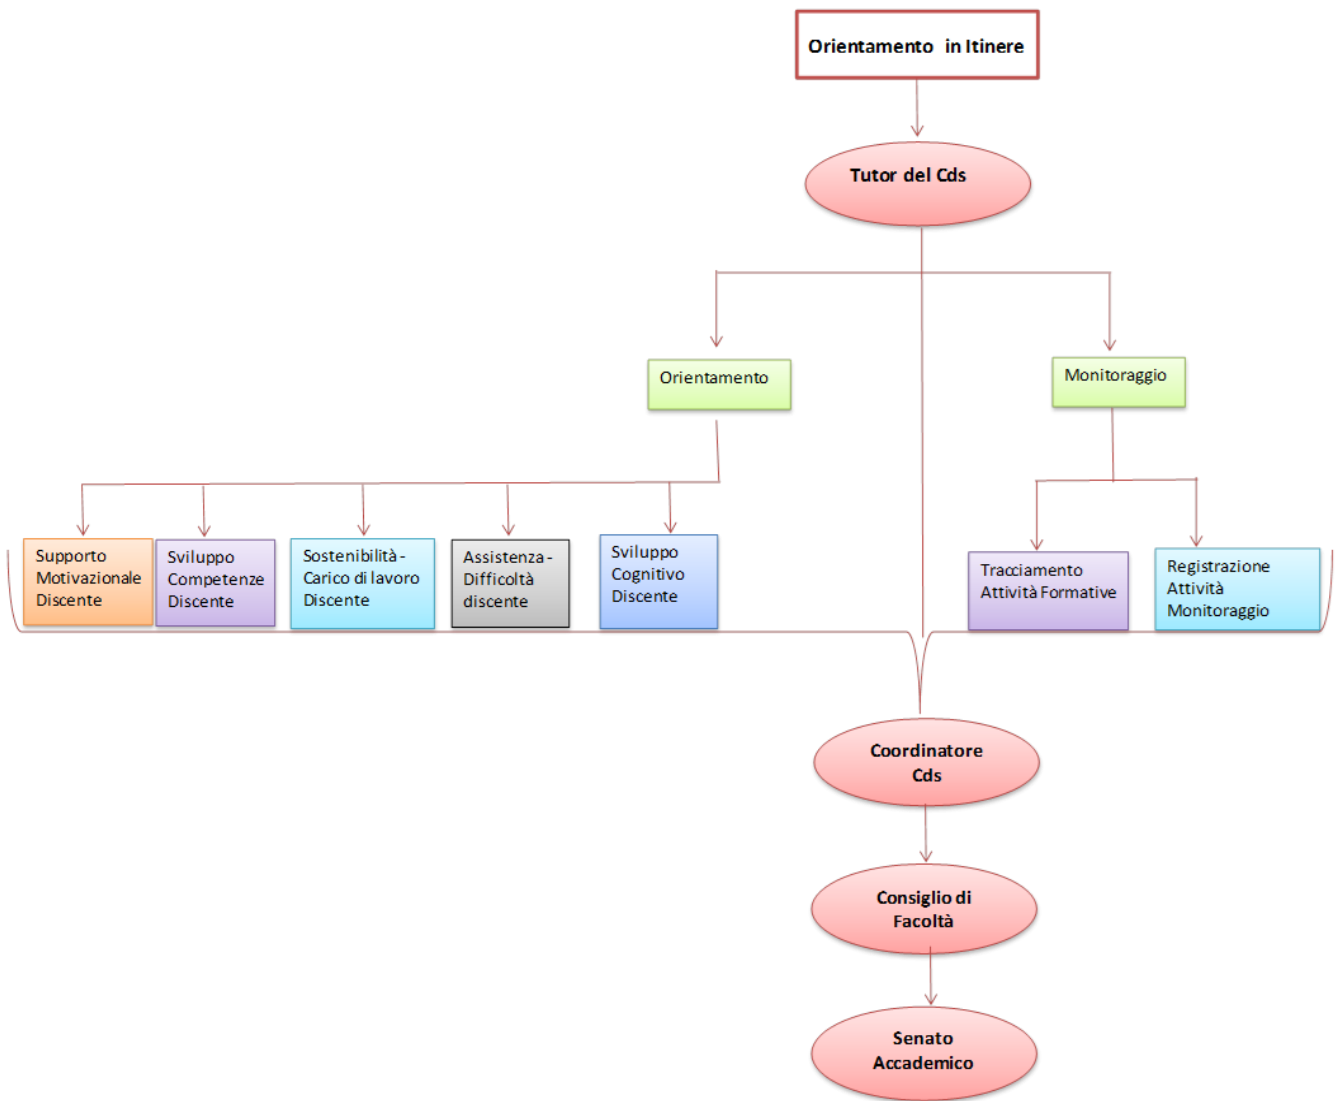 Orientamento in Itinere
Tutor del Cds
Orientamento
Monitoraggio
Supporto
Motivazionale
Discente
Sviluppo
Competenze
Discente
Sostenibilità -
Carico di lavoro
Discente
Assistenza -
Difficoltà
discente
Sviluppo
Cognitivo
Discente
Tracciamento
Attività Formative
Registrazione
Attività
Monitoraggio
Coordinatore
Cds
Consiglio di
Facoltà
Senato
Accademico